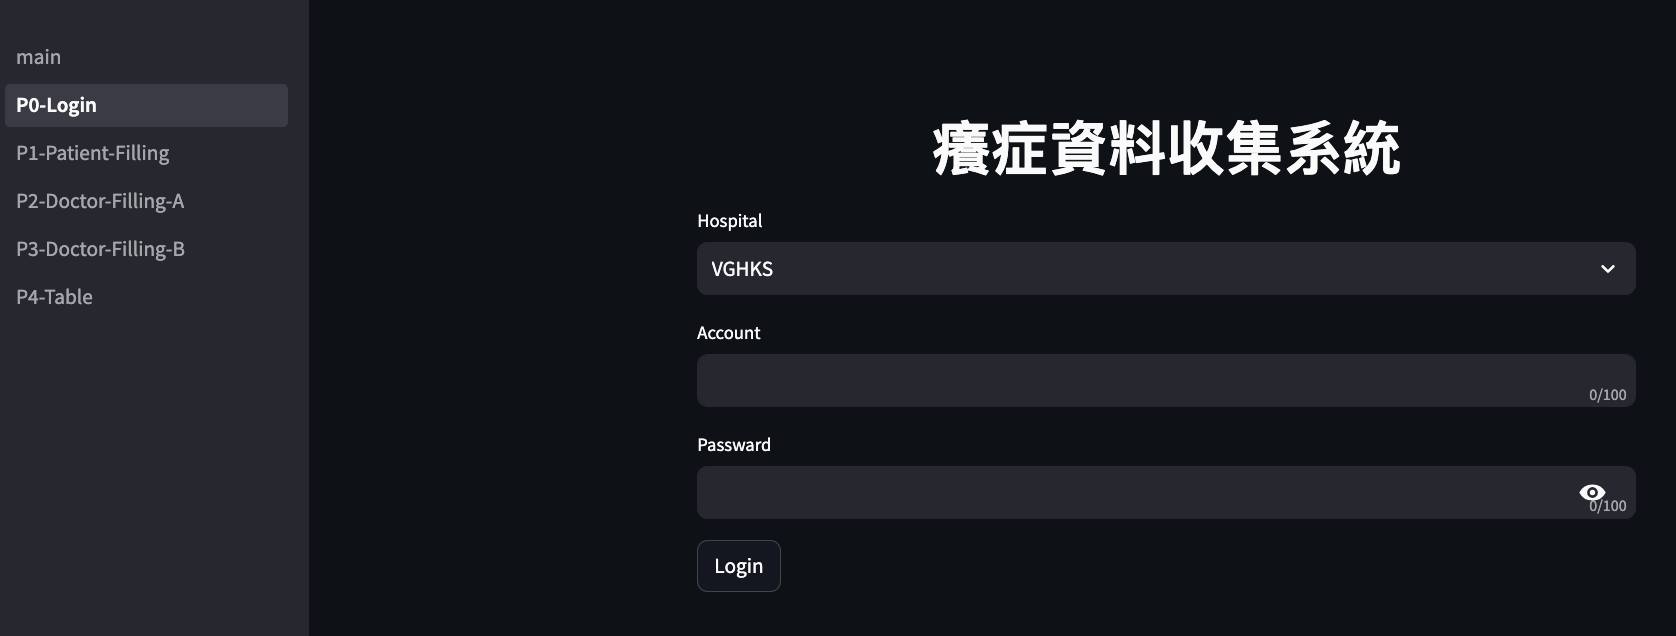 main
P0-Login
P1-Patient-Filling
P2-Doctor-Filling-A
P3-Doctor-Filling-B
P4-Table
癢症資料收集系統
Hospital
VGHKS
Account
0/100
Passward
0/100
Login